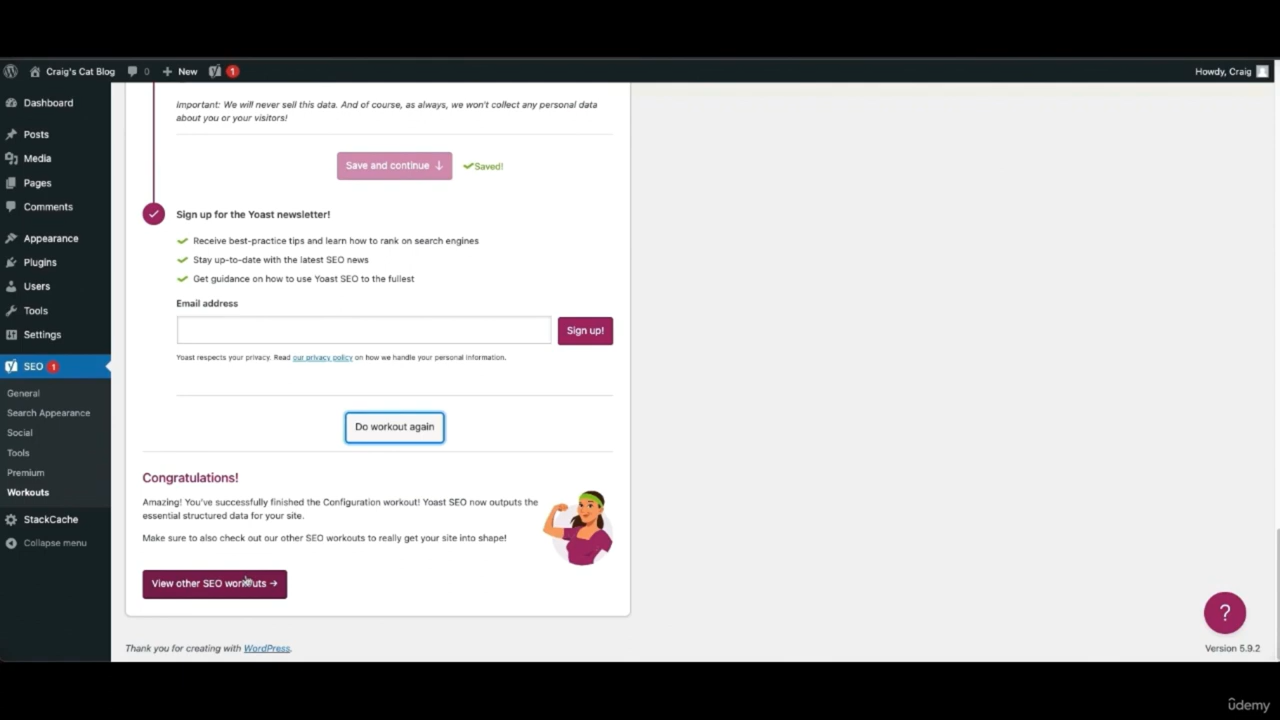 Craig's Cat Blog
0
New
1
Howdy, Craig
Dashboard
Posts
Media
Pages
Comments
Appearance
Plugins
Users
Tools
Settings
SEO 1
General
Search Appearance
Social
Tools
Premium
Workouts
StackCache
Collapse menu
Important: We will never sell this data. And of course, as always, we won't collect any personal data
about you or your visitors!
Save and continue ↓
Saved!
Sign up for the Yoast newsletter!
Receive best-practice tips and learn how to rank on search engines
Stay up-to-date with the latest SEO news
Get guidance on how to use Yoast SEO to the fullest
Email address
Sign up!
Yoast respects your privacy. Read our privacy policy on how we handle your personal information.
Do workout again
Congratulations!
Amazing! You've successfully finished the Configuration workout! Yoast SEO now outputs the
essential structured data for your site.
Make sure to also check out our other SEO workouts to really get your site into shape!
View other SEO workouts →
?
Thank you for creating with WordPress.
Version 5.9.2
ûdemy